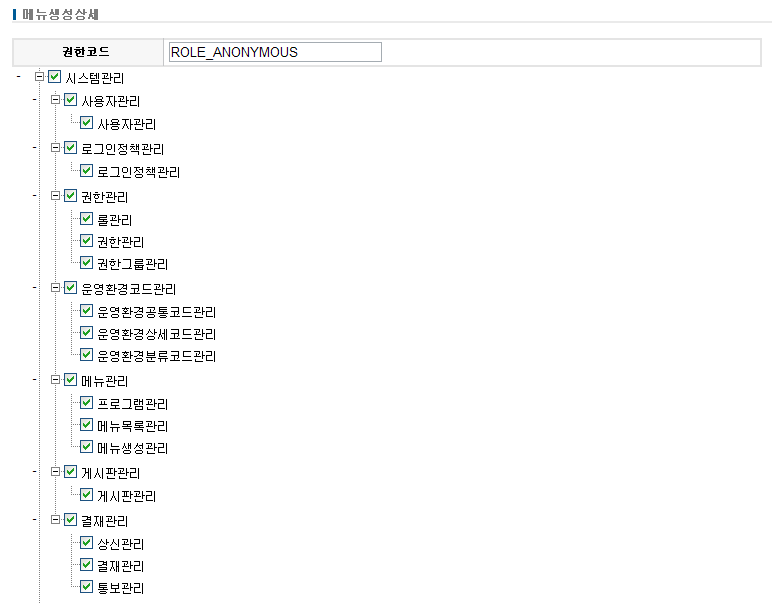 메뉴생성상세
권한코드 ROLE_ANONYMOUS
- 시스템관리
- 사용자관리
사용자관리
- 로그인정책관리
로그인정책관리
- 권한관리
롤관리
권한관리
권한그룹관리
- 운영환경코드관리
운영환경공통코드관리
운영환경상세코드관리
운영환경분류코드관리
- 메뉴관리
프로그램관리
메뉴목록관리
메뉴생성관리
- 게시판관리
게시판관리
- 결재관리
상신관리
결재관리
통보관리